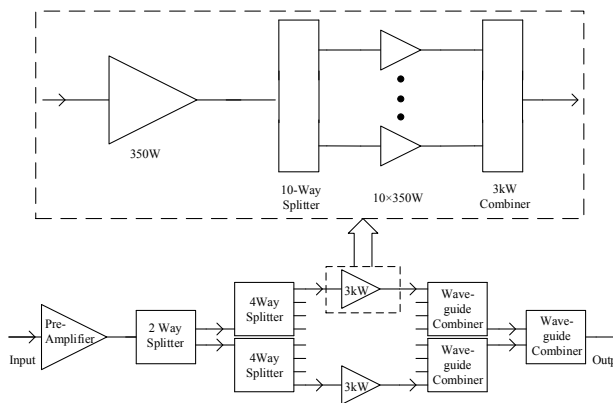 350W
10-Way
Splitter
10×350W
3kW
Combiner
Pre-
Amplifier
Input
2 Way
Splitter
4Way
Splitter
4Way
Splitter
3kW
3kW
Wave-
guide
Combiner
Wave-
guide
Combiner
Wave-
guide
Combiner
Outp